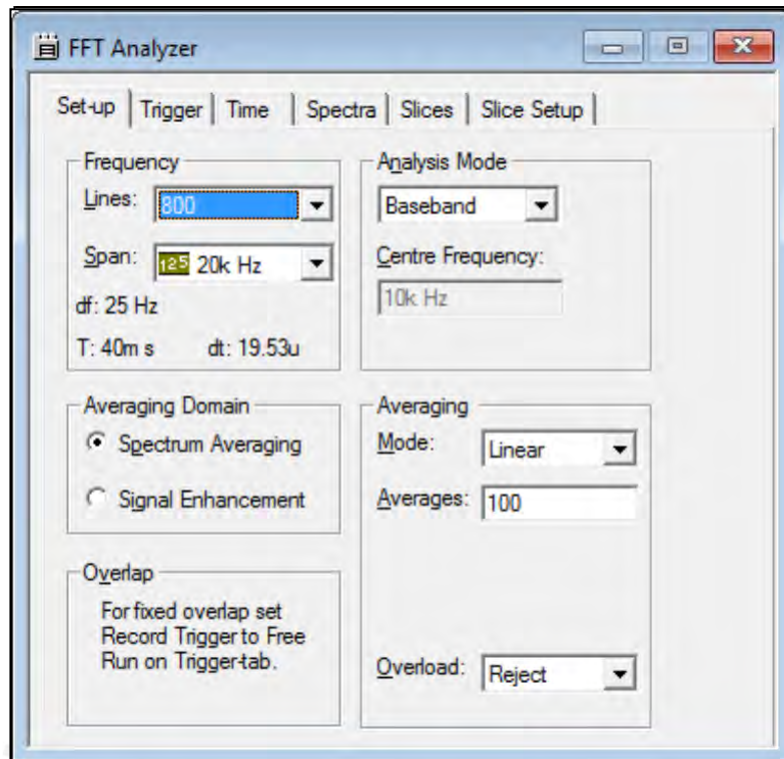 FFT Analyzer
Set-up Trigger Time Spectra Slices Slice Setup
Frequency
Lines: 800
Span: 125 20k Hz
df: 25 Hz
T: 40m s dt: 19.53u
Analysis Mode
Baseband
Centre Frequency:
10k Hz
Averaging Domain
Spectrum Averaging
Signal Enhancement
Averaging
Mode: Linear
Averages: 100
Overload: Reject
Overlap
For fixed overlap set
Record Trigger to Free
Run on Trigger-tab.